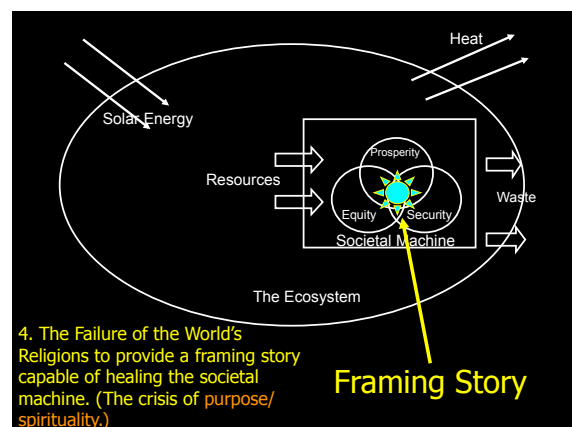 Heat
Solar Energy
Prosperity
Resources
Equity
Security
Waste
Societal Machine
The Ecosystem
4. The Failure of the World's
Religions to provide a framing story
capable of healing the societal
machine. (The crisis of purpose/
spirituality.)
Framing Story